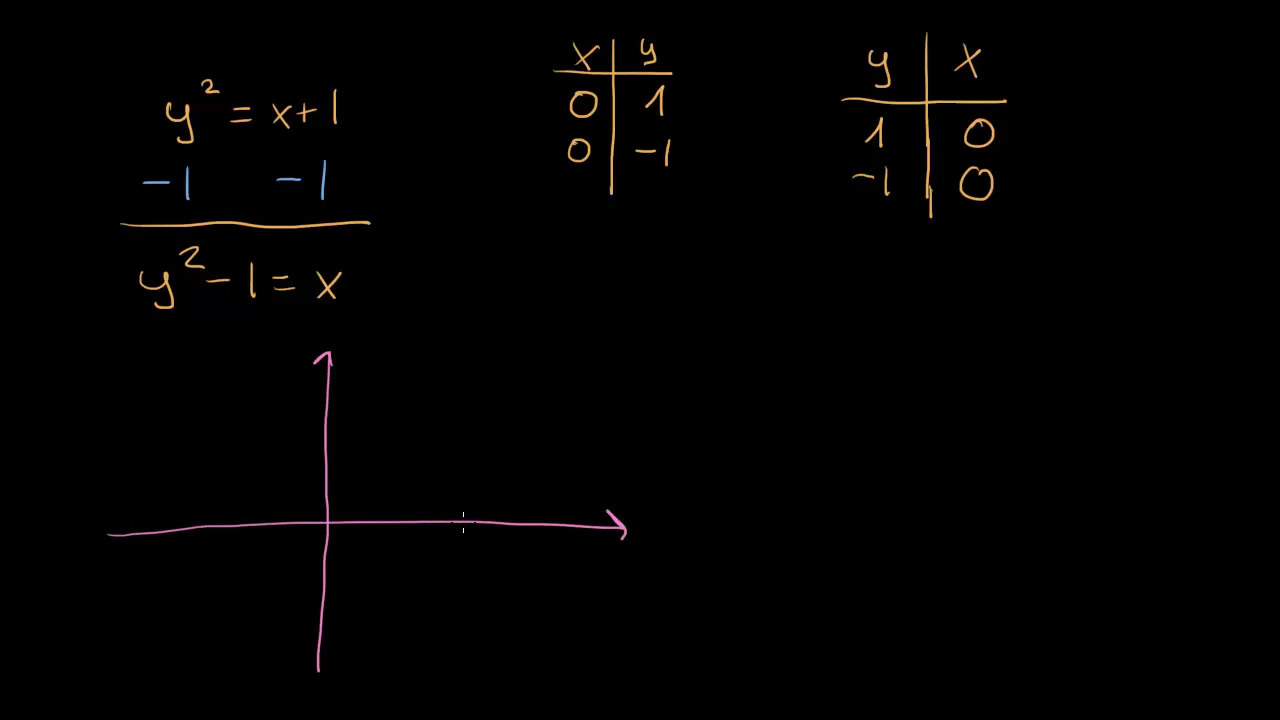 y² = x+1
-1 -1
y² - 1 = x
x y
0 1
0 -1
y x
1 0
-1 0